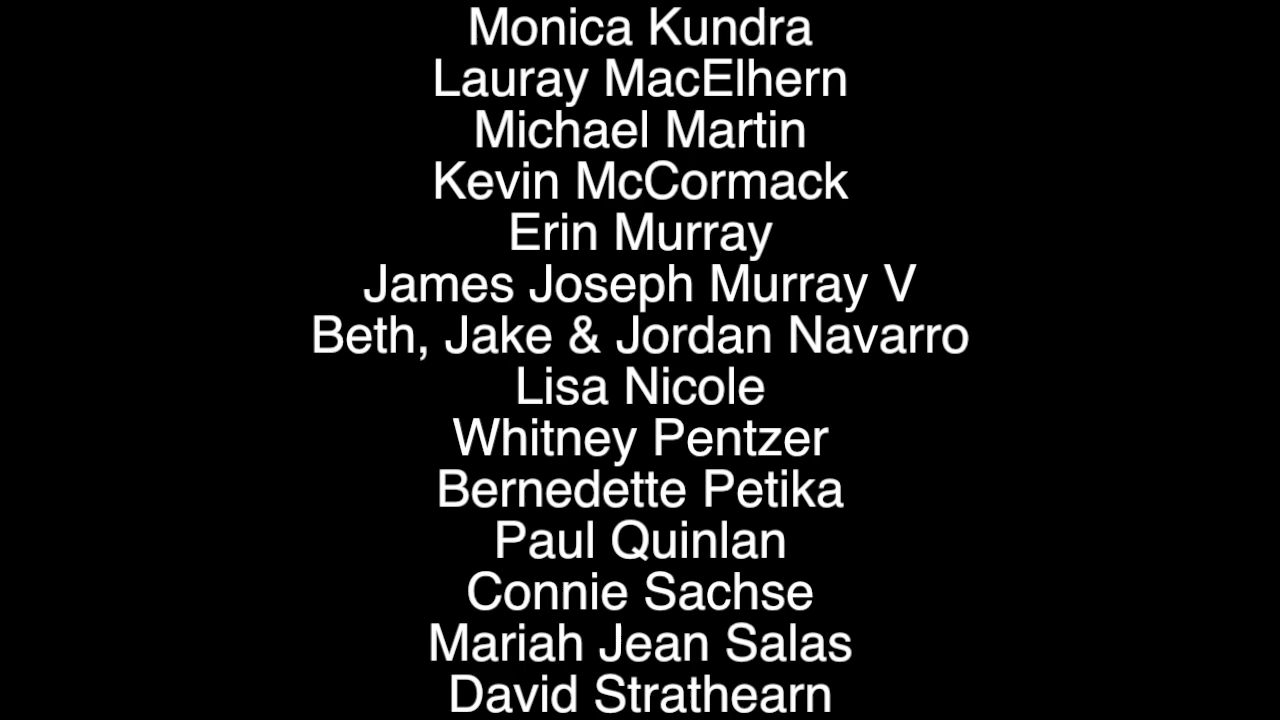 Monica Kundra
Lauray MacElhern
Michael Martin
Kevin McCormack
Erin Murray
James Joseph Murray V
Beth, Jake & Jordan Navarro
Lisa Nicole
Whitney Pentzer
Bernedette Petika
Paul Quinlan
Connie Sachse
Mariah Jean Salas
David Strathearn